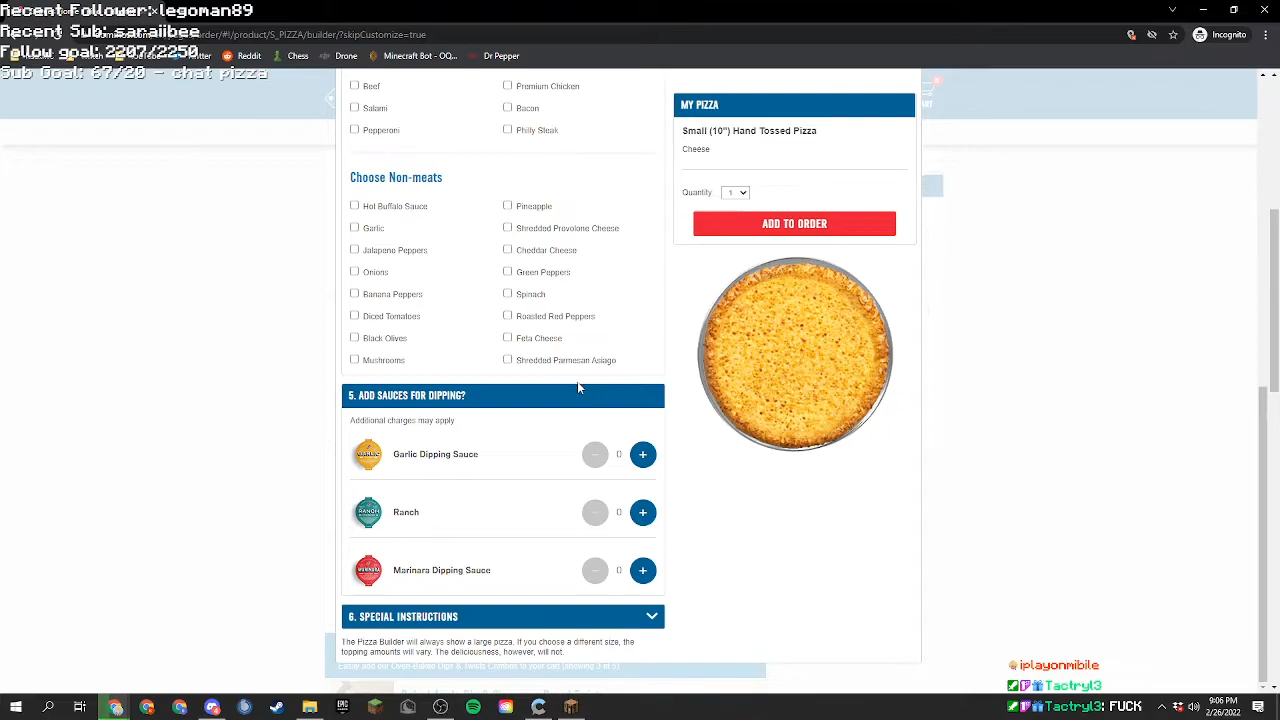 Recent Follower: legoman89
Recent Sub:
order/#!/product/S_PIZZA/builder/?skipCustomize=true
Incognito
Follow goal: 2207/2250
Reddit
Chess
Drone
Minecraft Bot - OQ...
Dr Pepper
Sub Goal: 67/20 - chat pizza
Beef
Premium Chicken
Salami
Bacon
Pepperoni
Philly Steak
Choose Non-meats
Hot Buffalo Sauce
Pineapple
Garlic
Shredded Provolone Cheese
Jalapeno Peppers
Cheddar Cheese
Onions
Green Peppers
Banana Peppers
Spinach
Diced Tomatoes
Roasted Red Peppers
Black Olives
Feta Cheese
Mushrooms
Shredded Parmesan Asiago
5. ADD SAUCES FOR DIPPING?
Additional charges may apply
Garlic Dipping Sauce
0
Ranch
0
Marinara Dipping Sauce
0
6. SPECIAL INSTRUCTIONS
The Pizza Builder will always show a large pizza. If you choose a different size, the
topping amounts will vary. The deliciousness, however, will not.
MY PIZZA
Small (10") Hand Tossed Pizza
Cheese
Quantity 1
ADD TO ORDER
iplayonmibile
Tactryl3
Tactryl3: FUCK
9:06 PM
2/26/2022